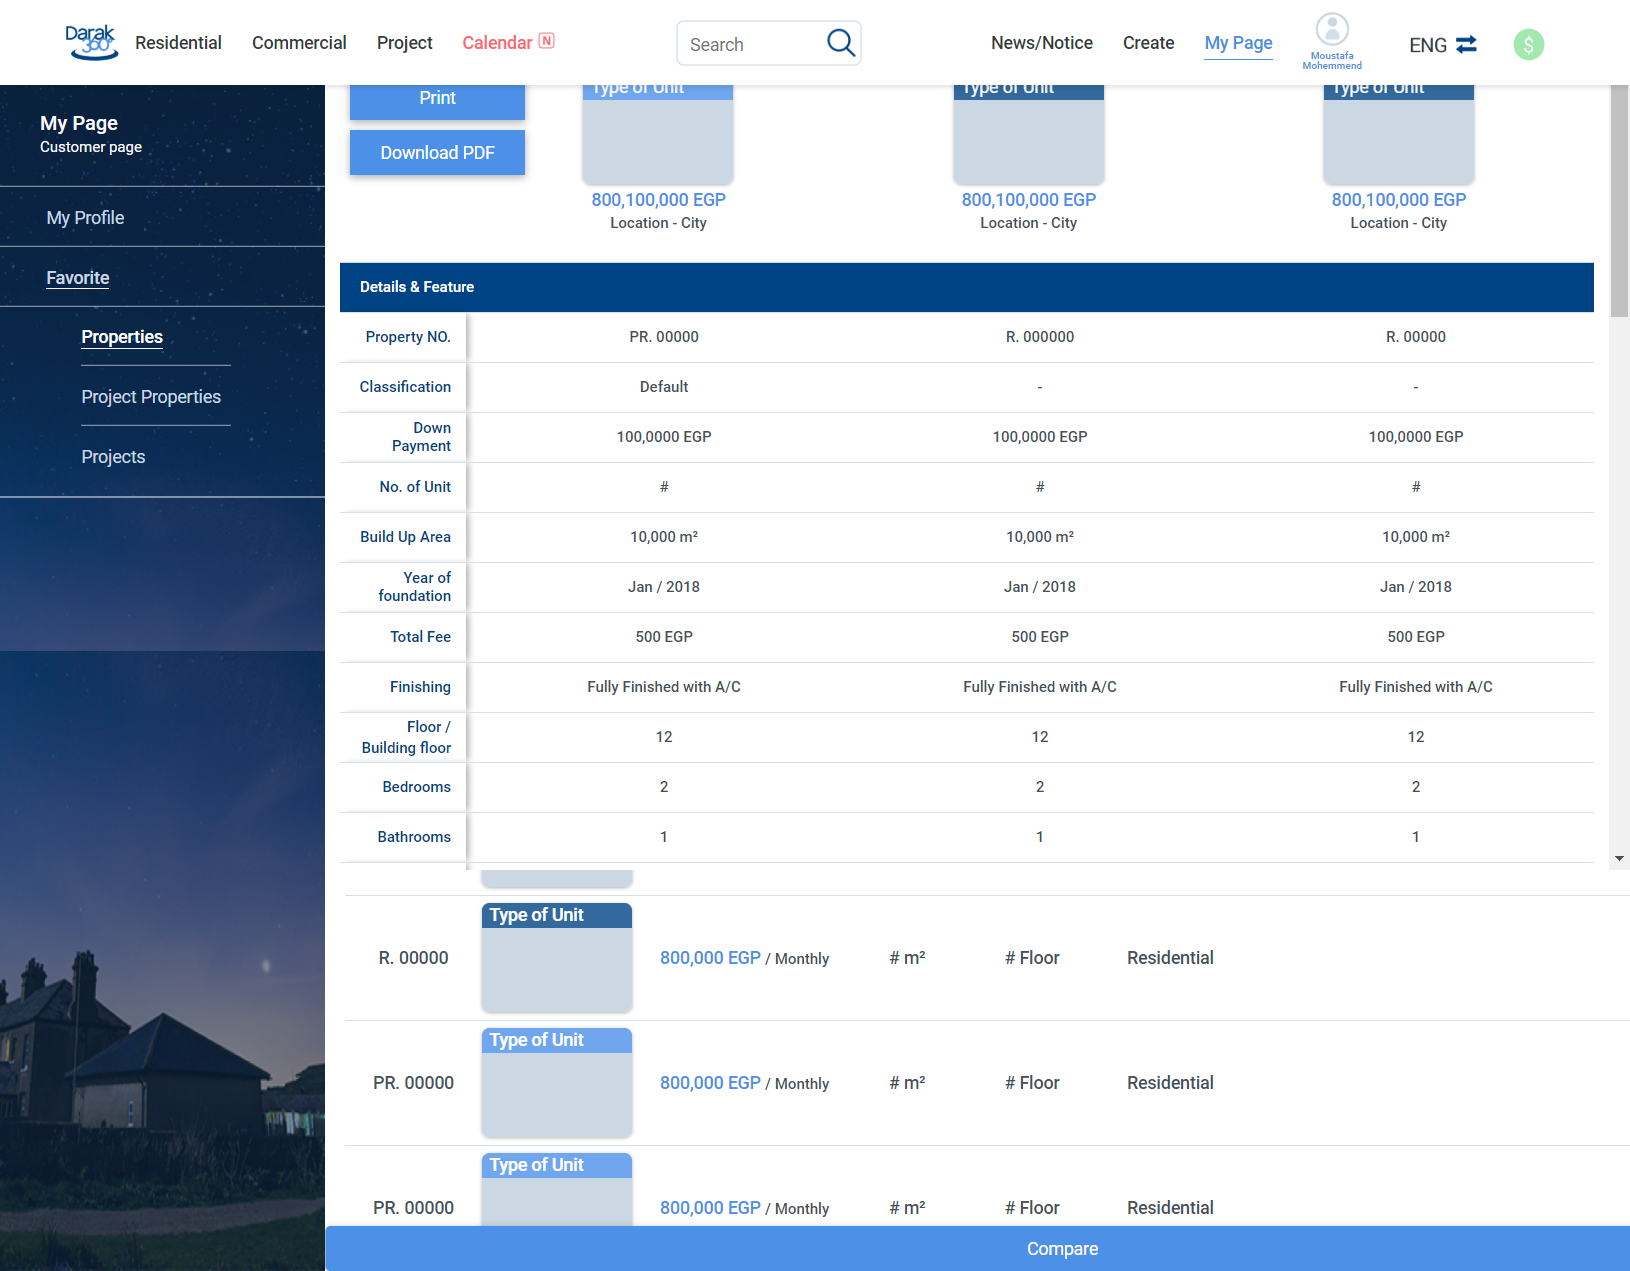 Darak
360°
Residential
Commercial
Project
Calendar N
Search
News/Notice
Create
My Page
Moustafa
Mohemmend
ENG
$
My Page
Customer page
My Profile
Favorite
Properties
Project Properties
Projects
Print
Download PDF
Type of Unit
Type of Unit
Type of Unit
800,100,000 EGP
Location - City
800,100,000 EGP
Location - City
800,100,000 EGP
Location - City
Details & Feature
Property NO. PR. 00000 R. 000000 R. 00000
Classification Default - -
Down
Payment
100,0000 EGP 100,0000 EGP 100,0000 EGP
No. of Unit # # #
Build Up Area 10,000 m² 10,000 m² 10,000 m²
Year of
foundation
Jan / 2018 Jan / 2018 Jan / 2018
Total Fee 500 EGP 500 EGP 500 EGP
Finishing Fully Finished with A/C Fully Finished with A/C Fully Finished with A/C
Floor /
Building floor
12 12 12
Bedrooms 2 2 2
Bathrooms 1 1 1
Type of Unit
R. 00000 800,000 EGP / Monthly # m² # Floor Residential
Type of Unit
PR. 00000 800,000 EGP / Monthly # m² # Floor Residential
Type of Unit
PR. 00000 800,000 EGP / Monthly # m² # Floor Residential
Compare